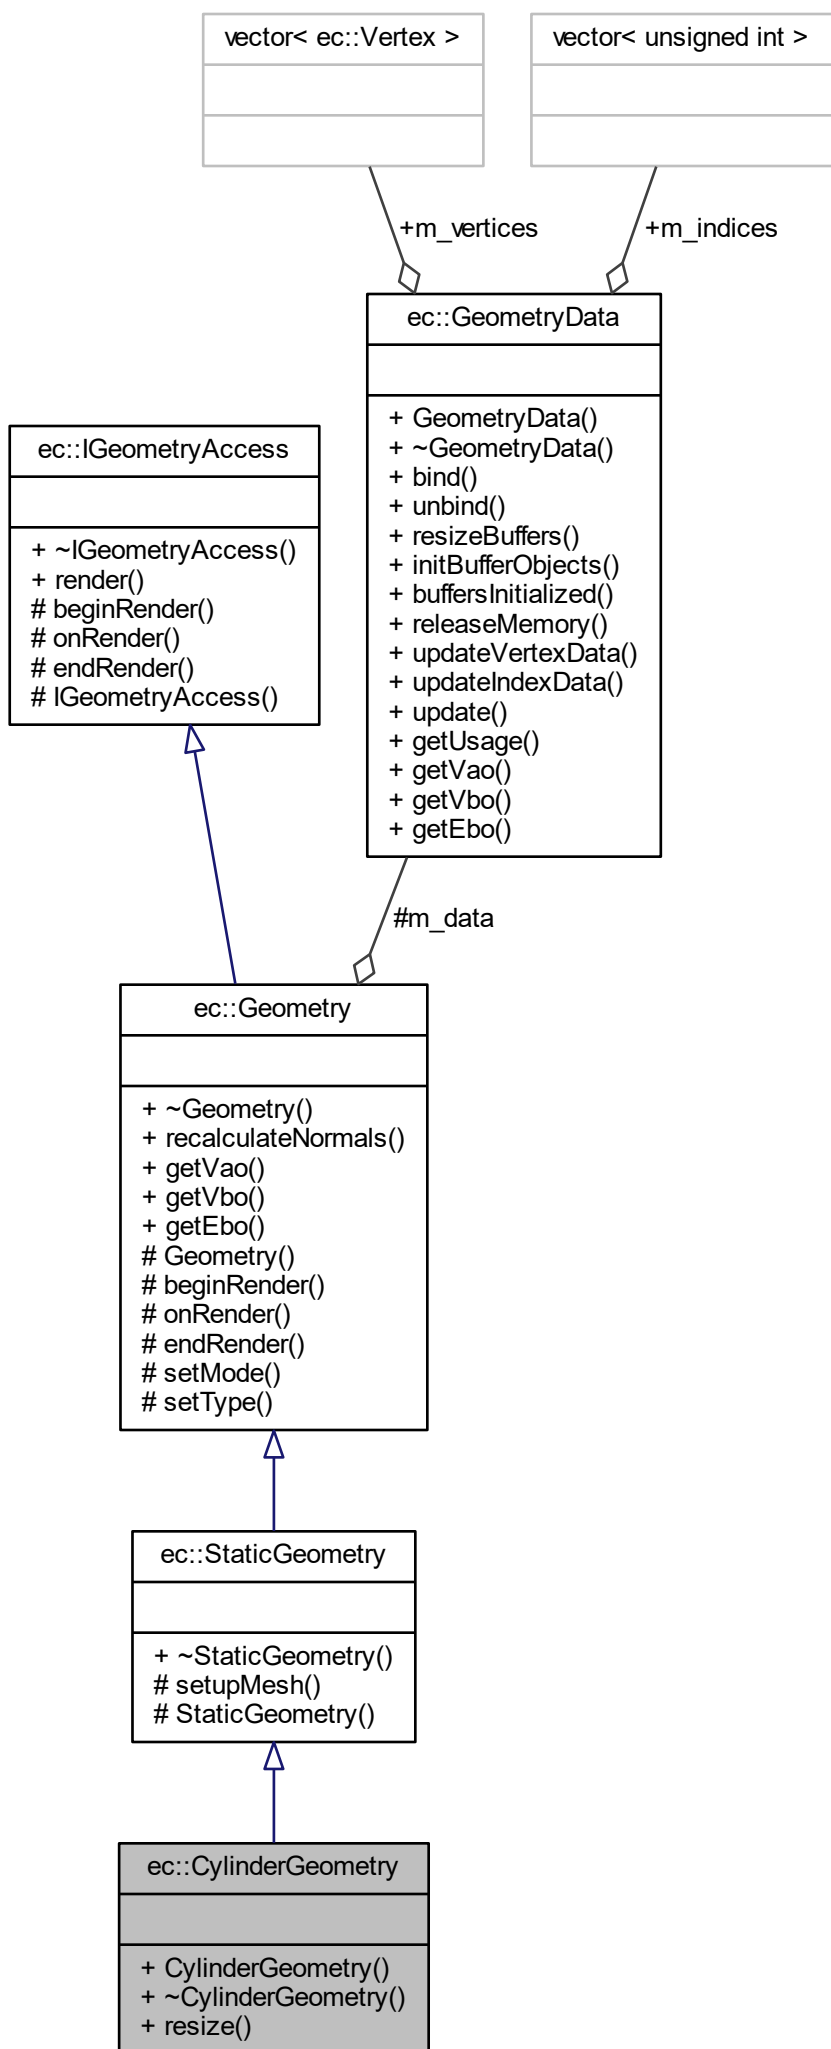 vector< ec::Vertex >
vector< unsigned int >
+m_vertices
+m_indices
ec::GeometryData
+ GeometryData()
+ ~GeometryData()
+ bind()
+ unbind()
+ resizeBuffers()
+ initBufferObjects()
+ buffersInitialized()
+ releaseMemory()
+ updateVertexData()
+ updateIndexData()
+ update()
+ getUsage()
+ getVao()
+ getVbo()
+ getEbo()
ec::IGeometryAccess
+ ~IGeometryAccess()
+ render()
# beginRender()
# onRender()
# endRender()
# IGeometryAccess()
#m_data
ec::Geometry
+ ~Geometry()
+ recalculateNormals()
+ getVao()
+ getVbo()
+ getEbo()
# Geometry()
# beginRender()
# onRender()
# endRender()
# setMode()
# setType()
ec::StaticGeometry
+ ~StaticGeometry()
# setupMesh()
# StaticGeometry()
ec::CylinderGeometry
+ CylinderGeometry()
+ ~CylinderGeometry()
+ resize()